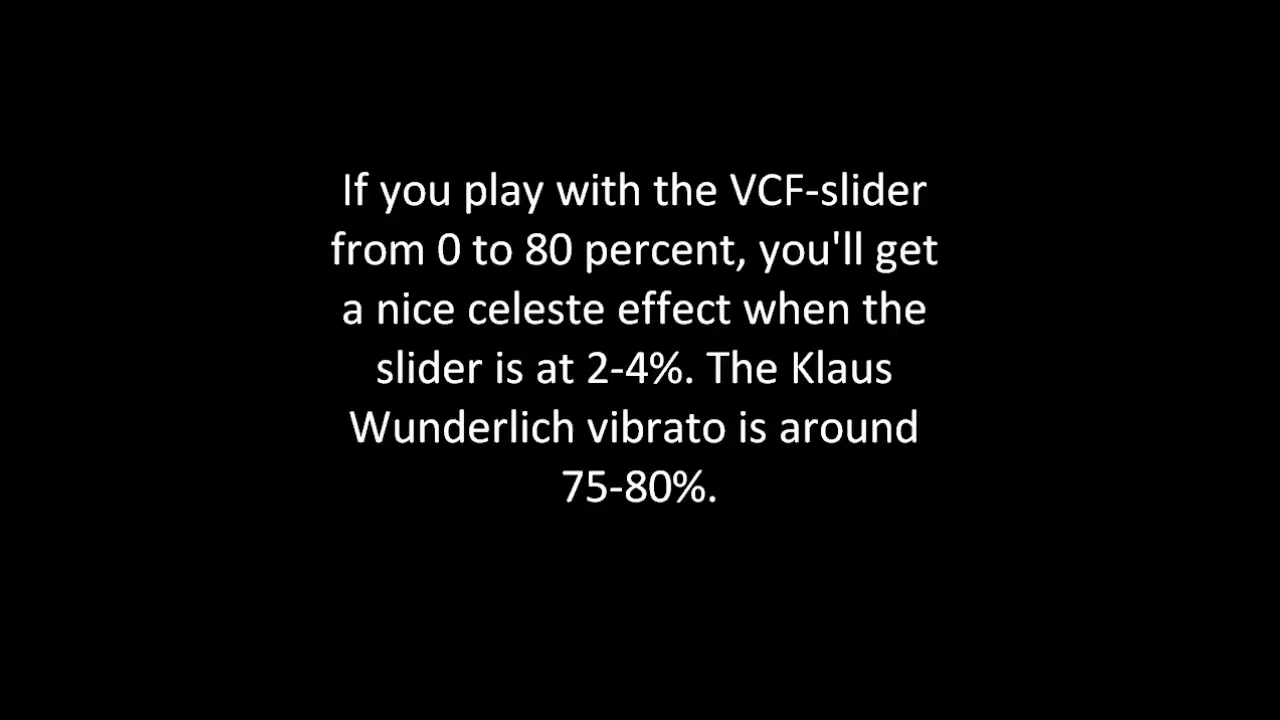 If you play with the VCF-slider
from 0 to 80 percent, you'll get
a nice celeste effect when the
slider is at 2-4%. The Klaus
Wunderlich vibrato is around
75-80%.